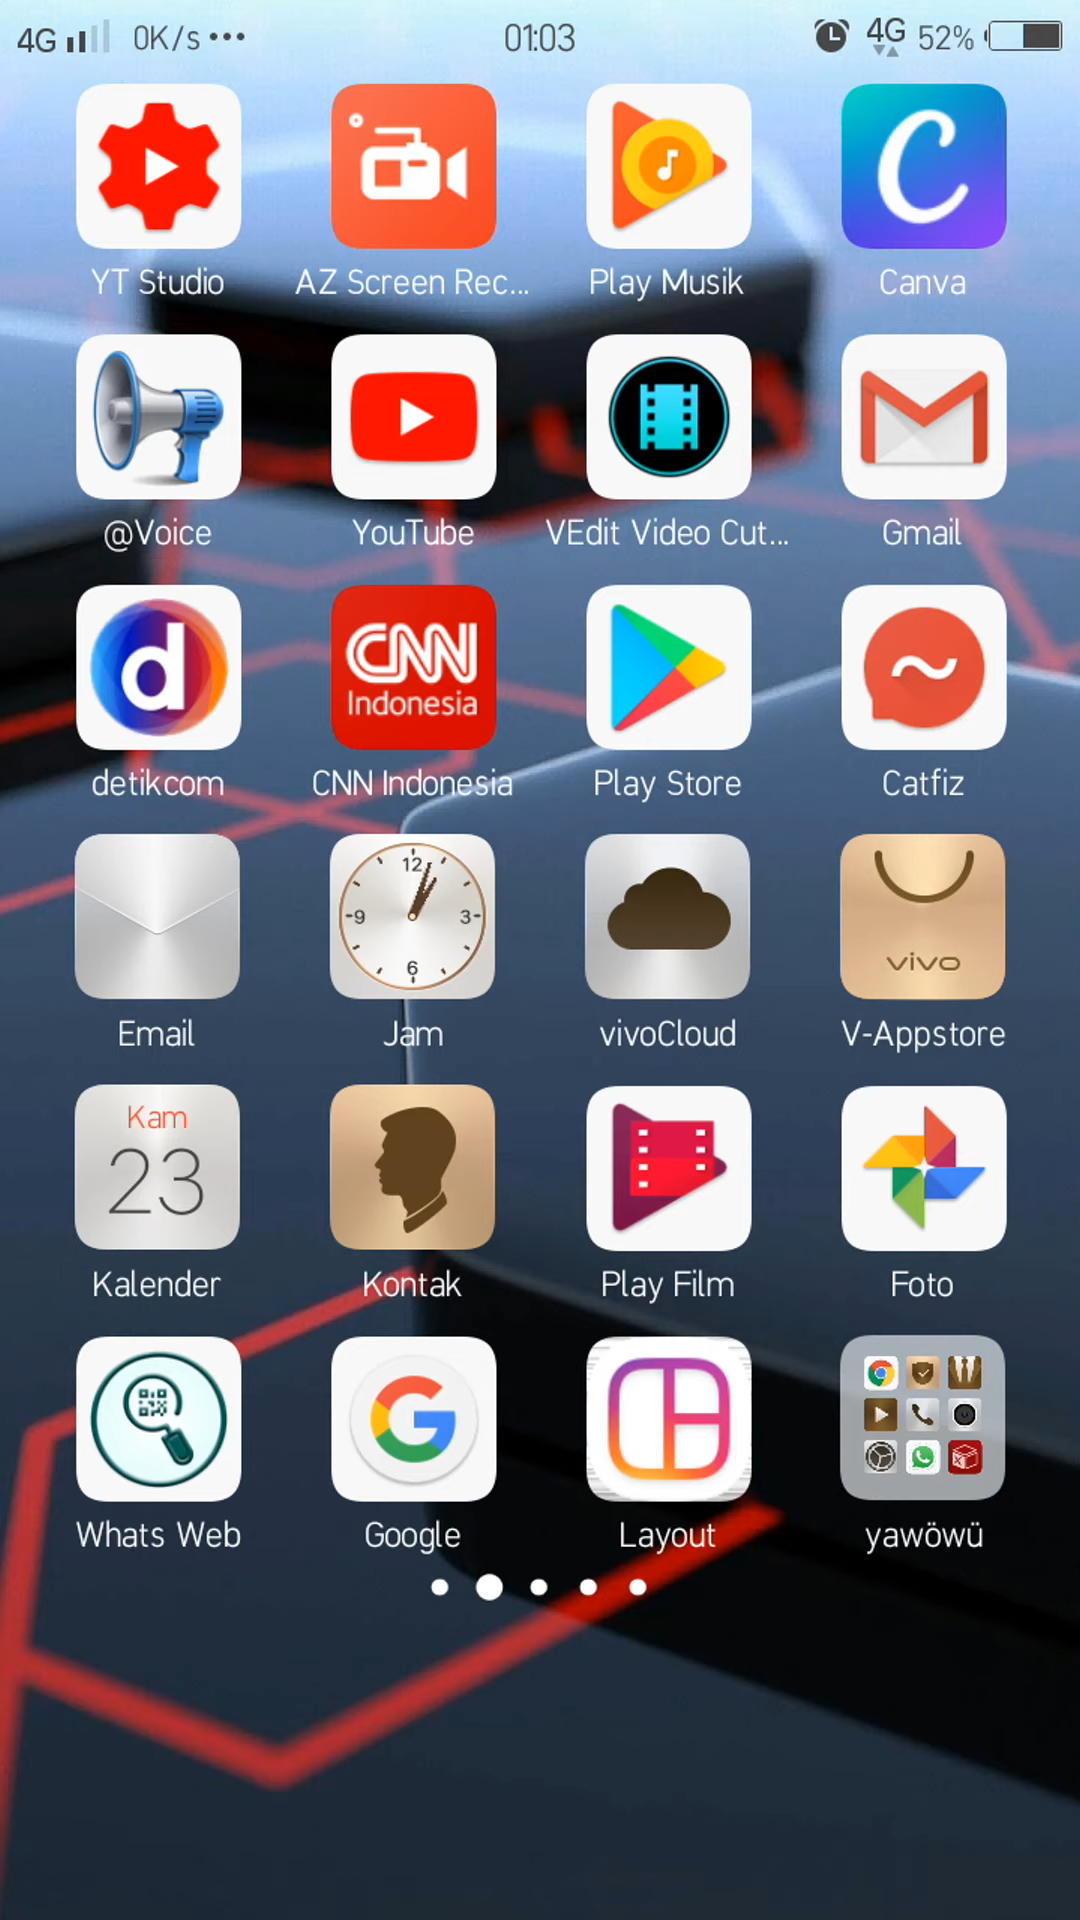 4G 0K/s ... 01:03 4G 52%
YT Studio AZ Screen Rec... Play Musik Canva
@Voice YouTube VEdit Video Cut... Gmail
d CNN Indonesia
detikcom CNN Indonesia Play Store Catfiz
12 9 3 6 vivo
Email Jam vivoCloud V-Appstore
Kam
23
Kalender Kontak Play Film Foto
Whats Web Google Layout yawöwü